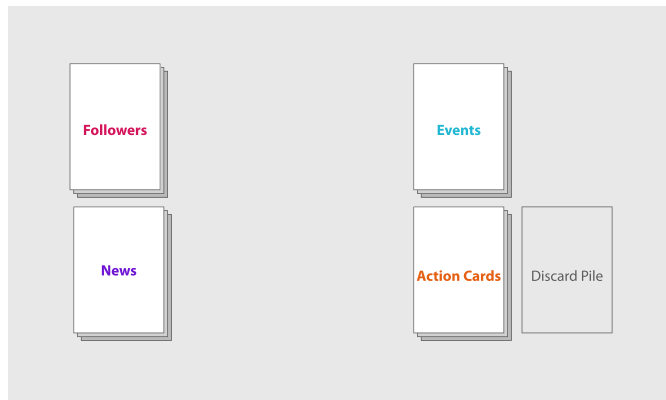 Followers
Events
News
Action Cards
Discard Pile